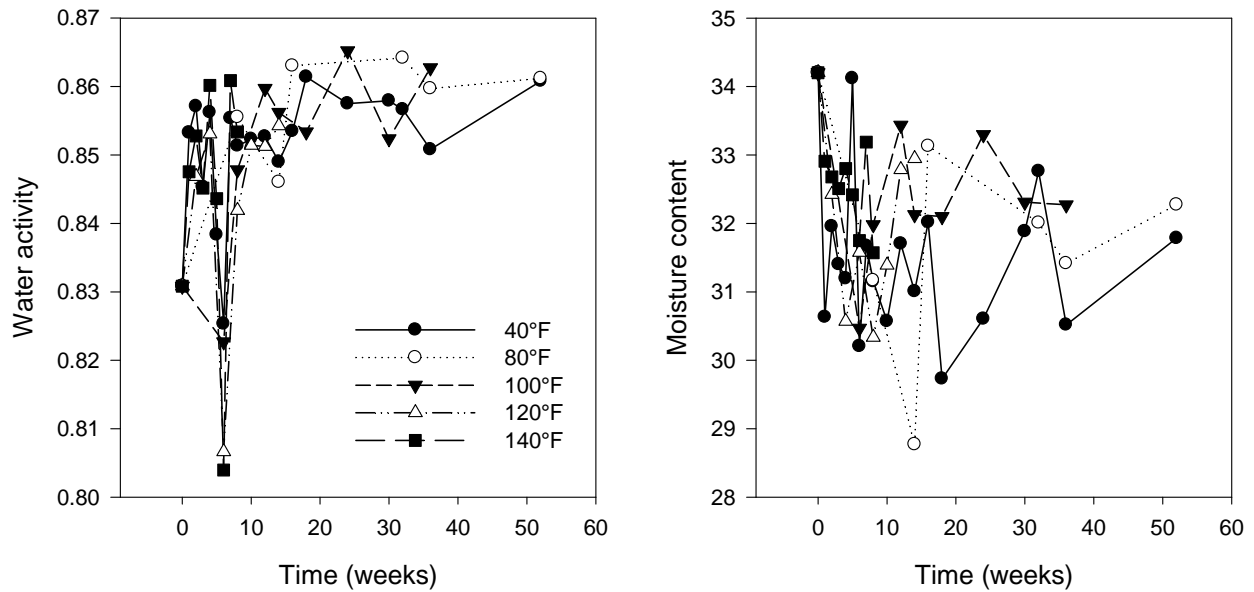 0.87
0.86
0.85
0.84
0.83
0.82
0.81
0.80
Water activity
0 10 20 30 40 50 60
Time (weeks)
40°F
80°F
100°F
120°F
140°F
35
34
33
32
31
30
29
28
Moisture content
0 10 20 30 40 50 60
Time (weeks)